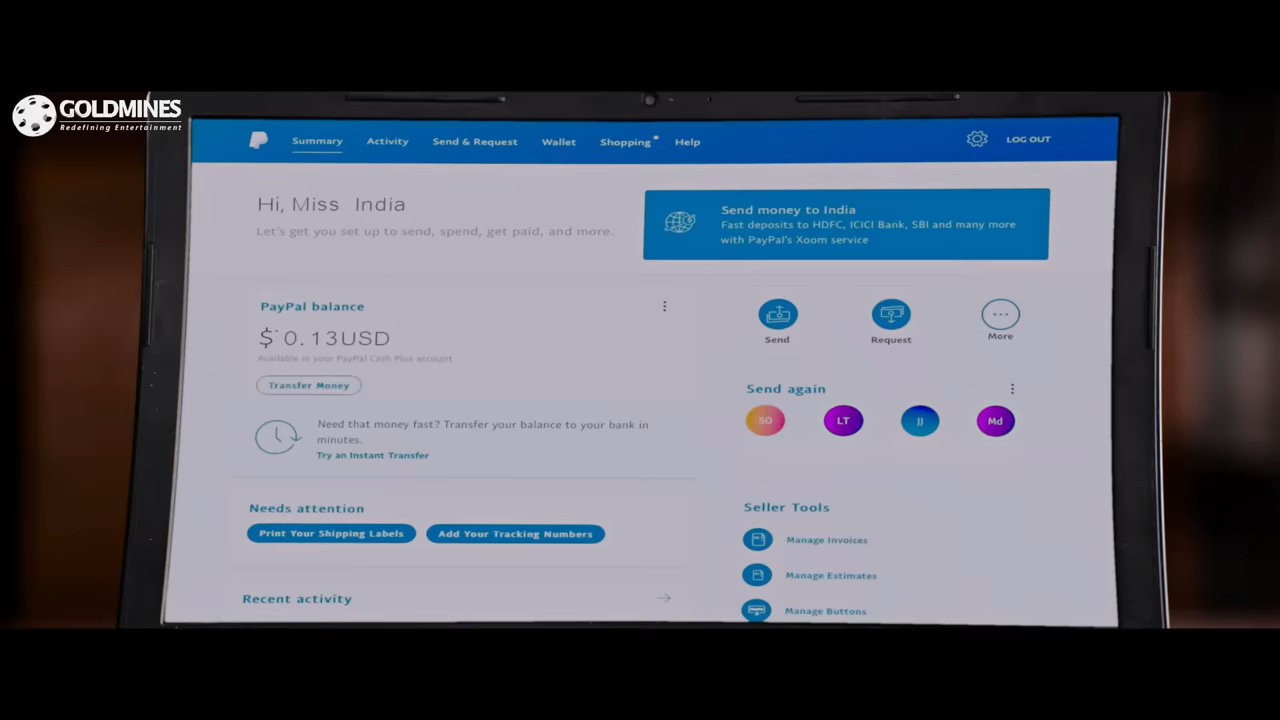 GOLDMINES
Redefining Entertainment
Summary Activity Send & Request Wallet Shopping Help LOG OUT
Hi, Miss India
Let's get you set up to send, spend, get paid, and more.
Send money to India
Fast deposits to HDFC, ICICI Bank, SBI and many more
with PayPal's Xoom service
PayPal balance
$ 0.13USD
Available in your PayPal Cash Plus account
Transfer Money
Need that money fast? Transfer your balance to your bank in
minutes.
Try an Instant Transfer
Send Request More
Send again
SO LT JJ Md
Needs attention
Print Your Shipping Labels Add Your Tracking Numbers
Recent activity
Seller Tools
Manage Invoices
Manage Estimates
Manage Buttons